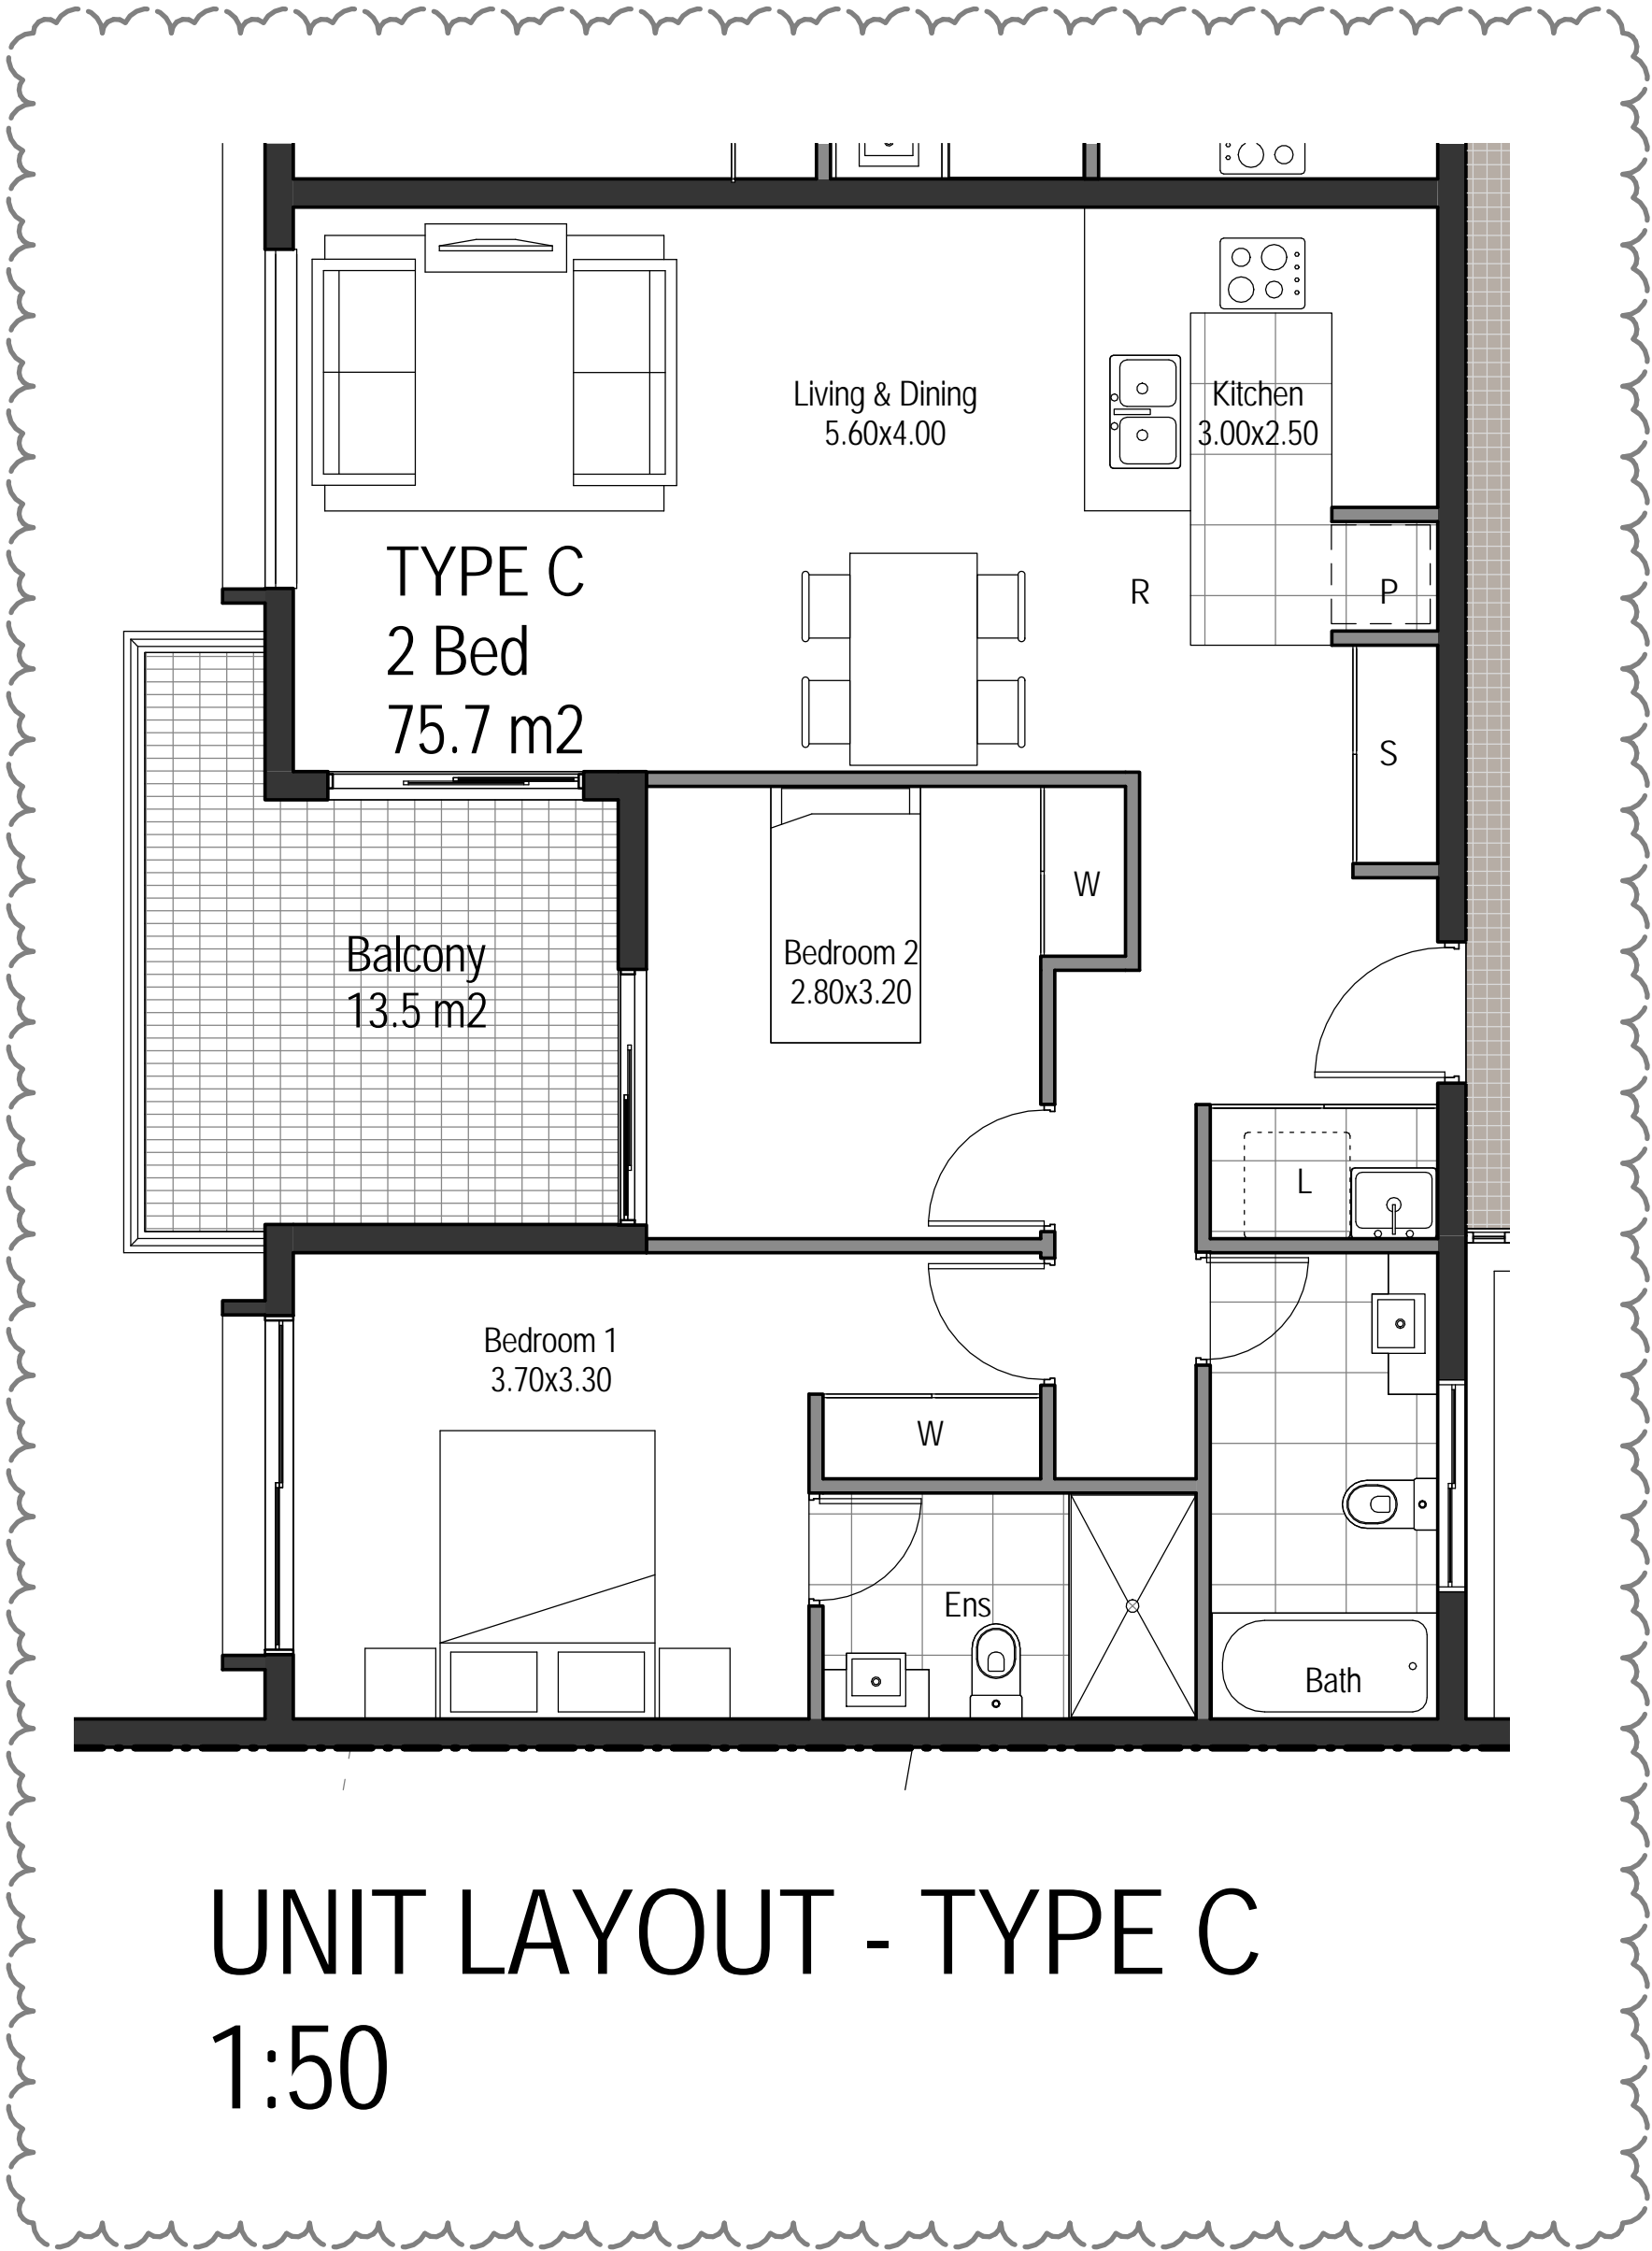 Living & Dining
5.60x4.00
Kitchen
3.00x2.50
TYPE C
2 Bed
75.7 m2
R
P
S
W
Balcony
13.5 m2
Bedroom 2
2.80x3.20
L
Bedroom 1
3.70x3.30
W
Ens
Bath
UNIT LAYOUT - TYPE C
1:50